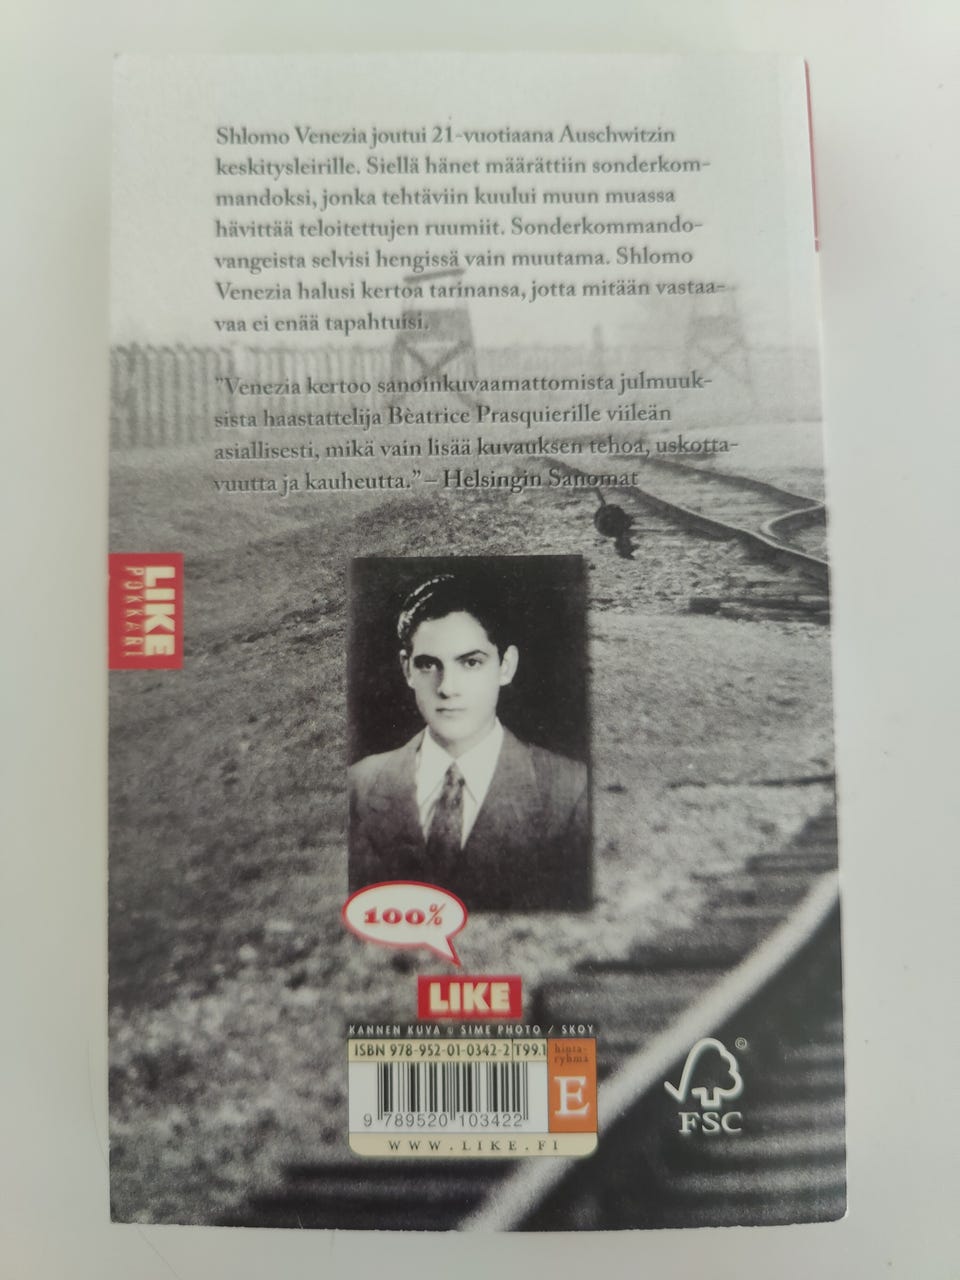 Shlomo Venezia joutui 21-vuotiaana Auschwitzin
keskitysleirille. Siellä hänet määrättiin sonderkom-
mandoksi, jonka tehtäviin kuului muun muassa
hävittää teloitettujen ruumiit. Sonderkommando-
vangeista selvisi hengissä vain muutama. Shlomo
Venezia halusi kertoa tarinansa, jotta mitään vastaa-
vaa ei enää tapahtuisi.
"Venezia kertoo sanoinkuvaamattomista julmuuk-
sista haastattelija Bèatrice Prasquierille viileän
asiallisesti, mikä vain lisää kuvauksen tehoa, uskotta-
vuutta ja kauheutta." – Helsingin Sanomat
LIKE
POKKARI
100%
LIKE
KANNEN KUVA © SIME PHOTO / SKOY
ISBN 978-952-01-0342-2 T99.1
hinta-
ryhmä
E
9 789520 103422
WWW.LIKE.FI
©
FSC